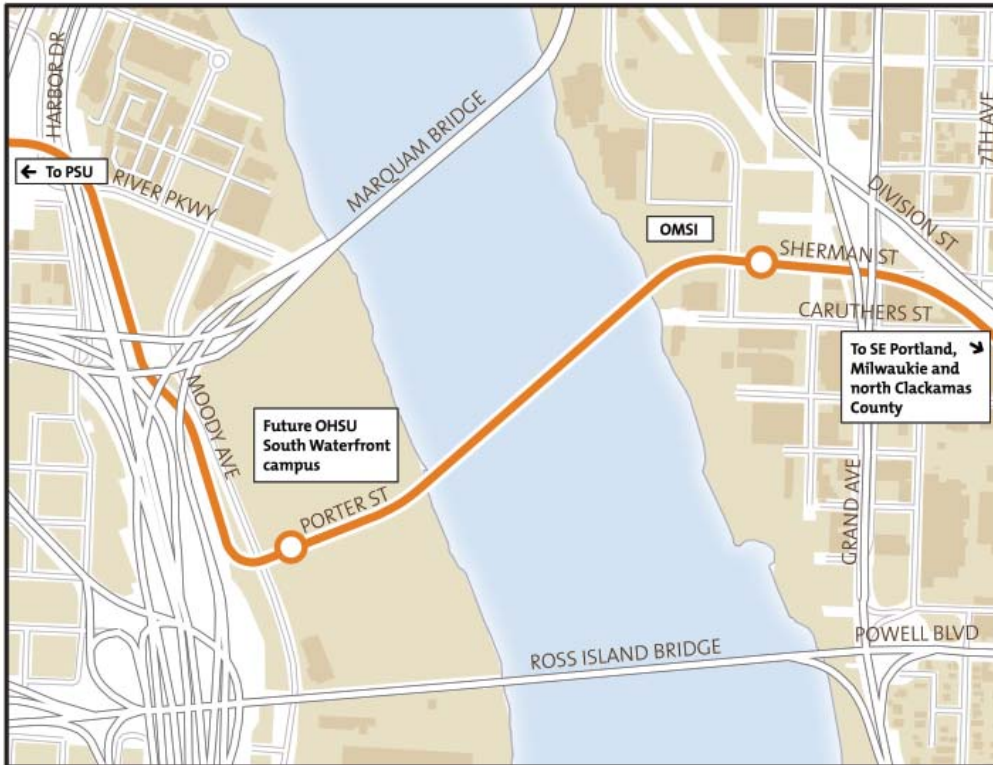 HARBOR DR
← To PSU
RIVER PKWY
MARQUAM BRIDGE
7TH AVE
DIVISION ST
OMSI
SHERMAN ST
CARUTHERS ST
To SE Portland,
Milwaukie and
north Clackamas
County
MOODY AVE
Future OHSU
South Waterfront
campus
PORTER ST
GRAND AVE
ROSS ISLAND BRIDGE
POWELL BLVD